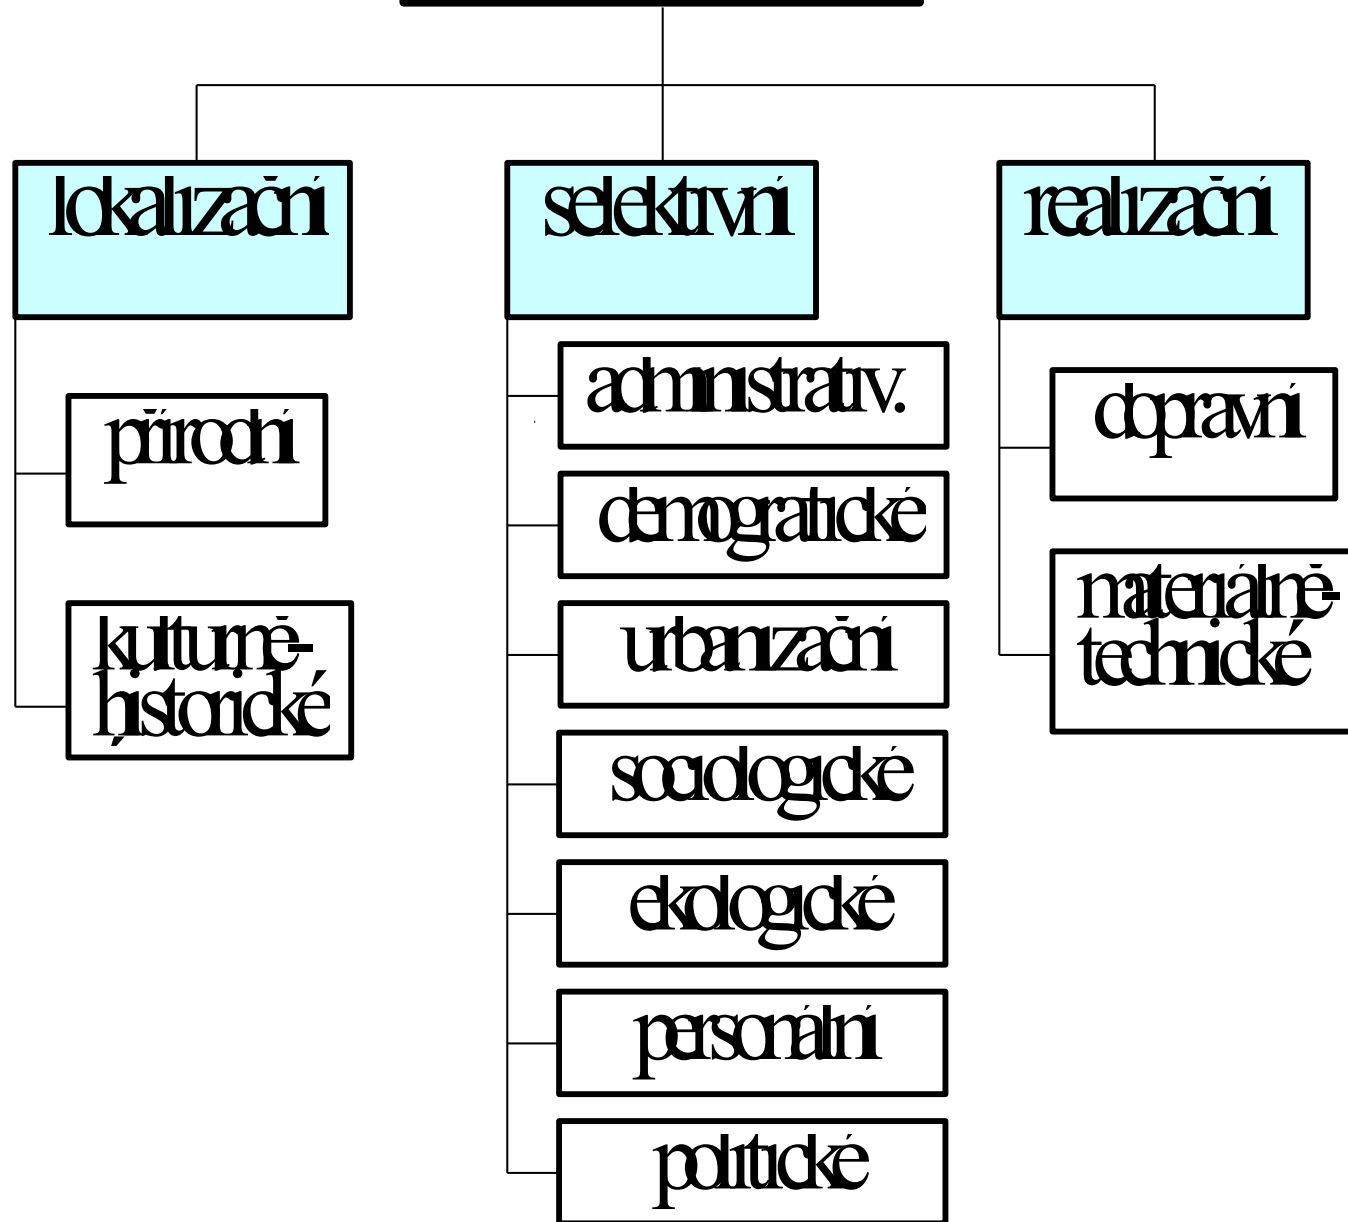 lokalizační
selektivní
realizační
přírodní
kulturně-
historické
administrativ.
demografické
urbanizační
sociologické
ekologické
personální
politické
dopravní
materiálně-
technické